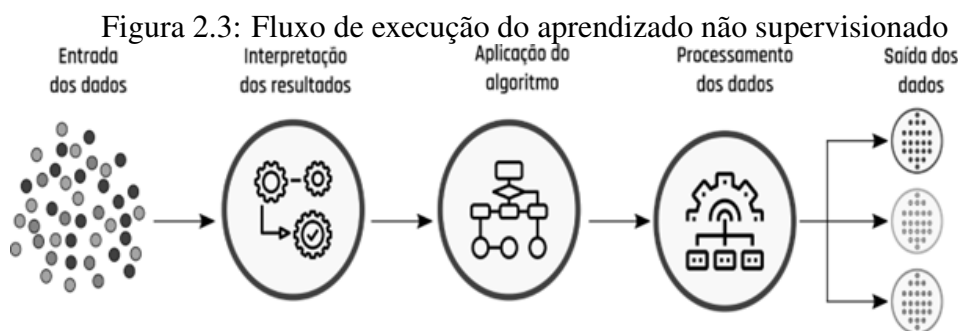 Figura 2.3: Fluxo de execução do aprendizado não supervisionado
Entrada
dos dados
Interpretação
dos resultados
Aplicação do
algoritmo
Processamento
dos dados
Saída dos
dados